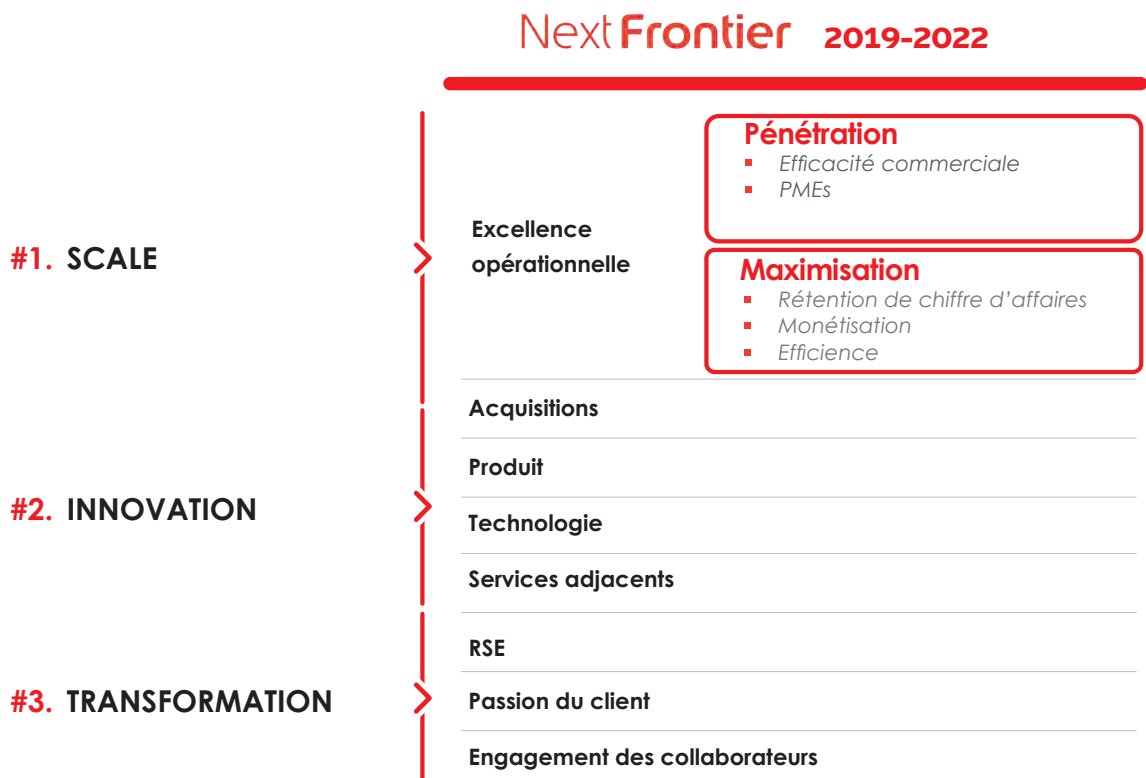 Next Frontier 2019-2022
#1. SCALE
Excellence
opérationnelle
Pénétration
▪ Efficacité commerciale
▪ PMEs
Maximisation
▪ Rétention de chiffre d’affaires
▪ Monétisation
▪ Efficience
Acquisitions
#2. INNOVATION
Produit
Technologie
Services adjacents
#3. TRANSFORMATION
RSE
Passion du client
Engagement des collaborateurs